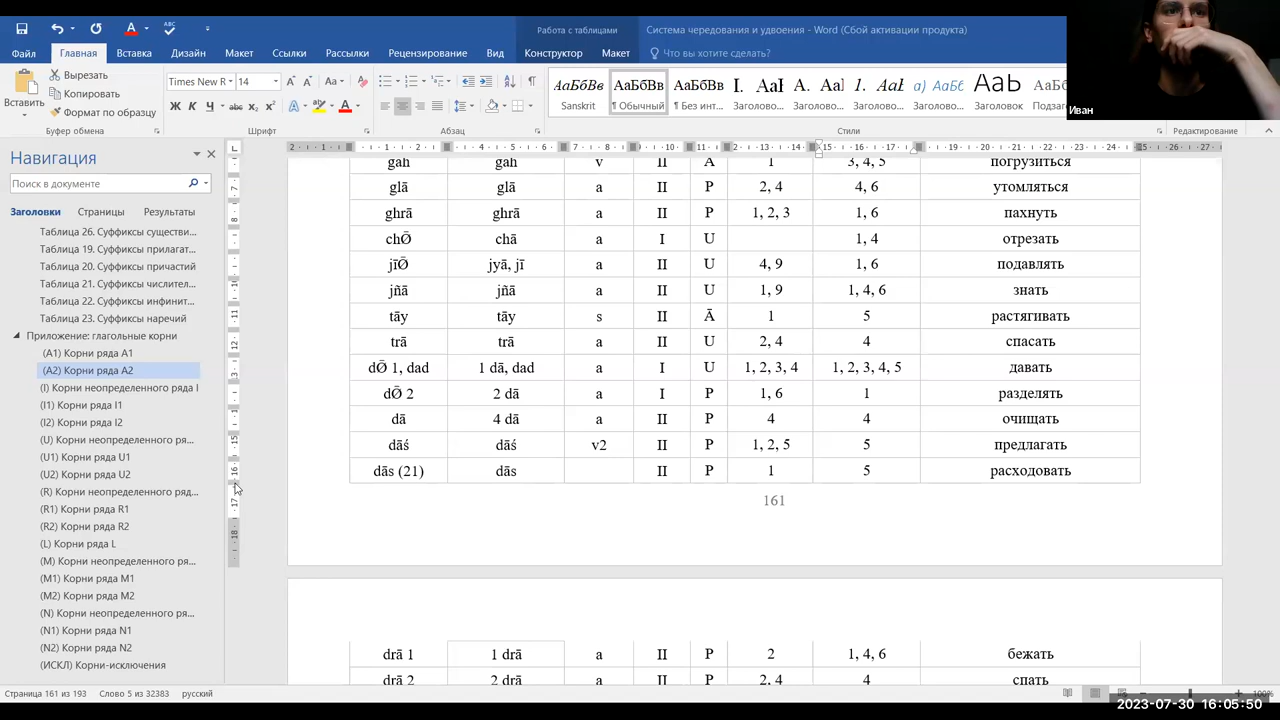 Работа с таблицами
Система чередования и удвоения - Word (Сбой активации продукта)
Файл Главная Вставка Дизайн Макет Ссылки Рассылки Рецензирование Вид Конструктор Макет Что вы хотите сделать?
Вставить
Вырезать
Копировать
Формат по образцу
Буфер обмена
Times New R 14
Ж К Ч
Шрифт
Абзац
АаБбВв АаБбВв АаБбВв
Sanskrit ¶ Обычный ¶ Без инт... Заголово... Заголово... Заголово... Заголово... Заголовок Подзаг
Стили
Редактирование
Иван
Навигация
Поиск в документе
Заголовки Страницы Результаты
Таблица 26. Суффиксы существи...
Таблица 19. Суффиксы прилагат...
Таблица 20. Суффиксы причастий
Таблица 21. Суффиксы числител...
Таблица 22. Суффиксы инфинит...
Таблица 23. Суффиксы наречий
Приложение: глагольные корни
(A1) Корни ряда A1
(A2) Корни ряда A2
(I) Корни неопределенного ряда I
(I1) Корни ряда I1
(I2) Корни ряда I2
(U) Корни неопределенного ря...
(U1) Корни ряда U1
(U2) Корни ряда U2
(R) Корни неопределенного ряд...
(R1) Корни ряда R1
(R2) Корни ряда R2
(L) Корни ряда L
(M) Корни неопределенного ря...
(M1) Корни ряда M1
(M2) Корни ряда M2
(N) Корни неопределенного ря...
(N1) Корни ряда N1
(N2) Корни ряда N2
(ИСКЛ) Корни-исключения
gāh gāh v II Ā 1 3, 4, 5 погрузиться
glā glā a II P 2, 4 4, 6 утомляться
ghrā ghrā a II P 1, 2, 3 1, 6 пахнуть
chØ̄ chā a I U 1, 4 отрезать
jīØ̄ jyā, jī a II U 4, 9 1, 6 подавлять
jñā jñā a II U 1, 9 1, 4, 6 знать
tāy tāy s II Ā 1 5 растягивать
trā trā a II U 2, 4 4 спасать
dØ̄ 1, dad 1 dā, dad a I U 1, 2, 3, 4 1, 2, 3, 4, 5 давать
dØ̄ 2 2 dā a I P 1, 6 1 разделять
dā 4 dā a II P 4 4 очищать
dāś dāś v2 II P 1, 2, 5 5 предлагать
dās (21) dās II P 1 5 расходовать
161
drā 1 1 drā a II P 2 1, 4, 6 бежать
drā 2 2 drā a II P 2, 4 4 спать
Страница 161 из 193 Слово 5 из 32383 русский 100%
2023-07-30 16:05:50